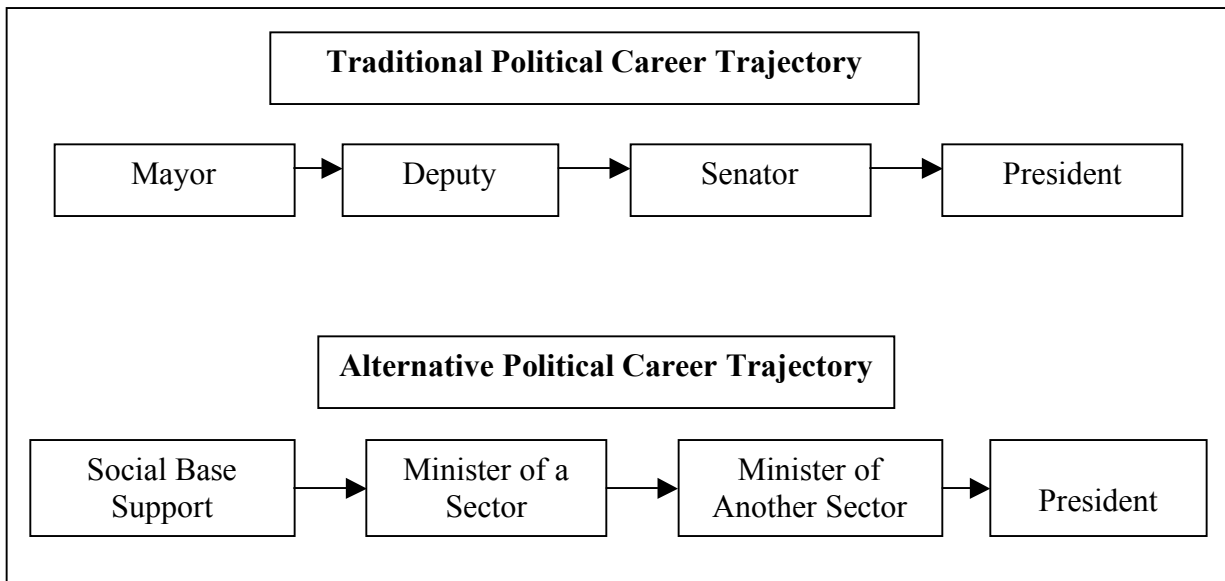 Traditional Political Career Trajectory
Mayor
Deputy
Senator
President
Alternative Political Career Trajectory
Social Base
Support
Minister of a
Sector
Minister of
Another Sector
President